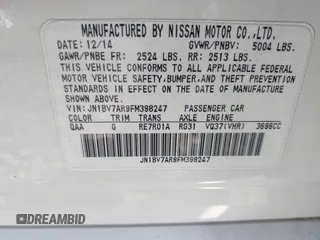 MANUFACTURED BY NISSAN MOTOR CO.,LTD.
DATE: 12/14 GVWR/PNBV: 5004 LBS.
GAWR/PNBE FR: 2524 LBS. RR: 2513 LBS.
THIS VEHICLE CONFORMS TO ALL APPLICABLE FEDERAL
MOTOR VEHICLE SAFETY, BUMPER, AND THEFT PREVENTION
STANDARDS IN EFFECT ON THE DATE OF MANUFACTURE
SHOWN ABOVE.
VIN: JN1BV7AR9FM398247 PASSENGER CAR
COLOR TRIM TRANS AXLE ENGINE
QAA G RE7R01A RG31 VQ37(VHR) 3696CC
JN1BV7AR9FM398247
DREAMBID